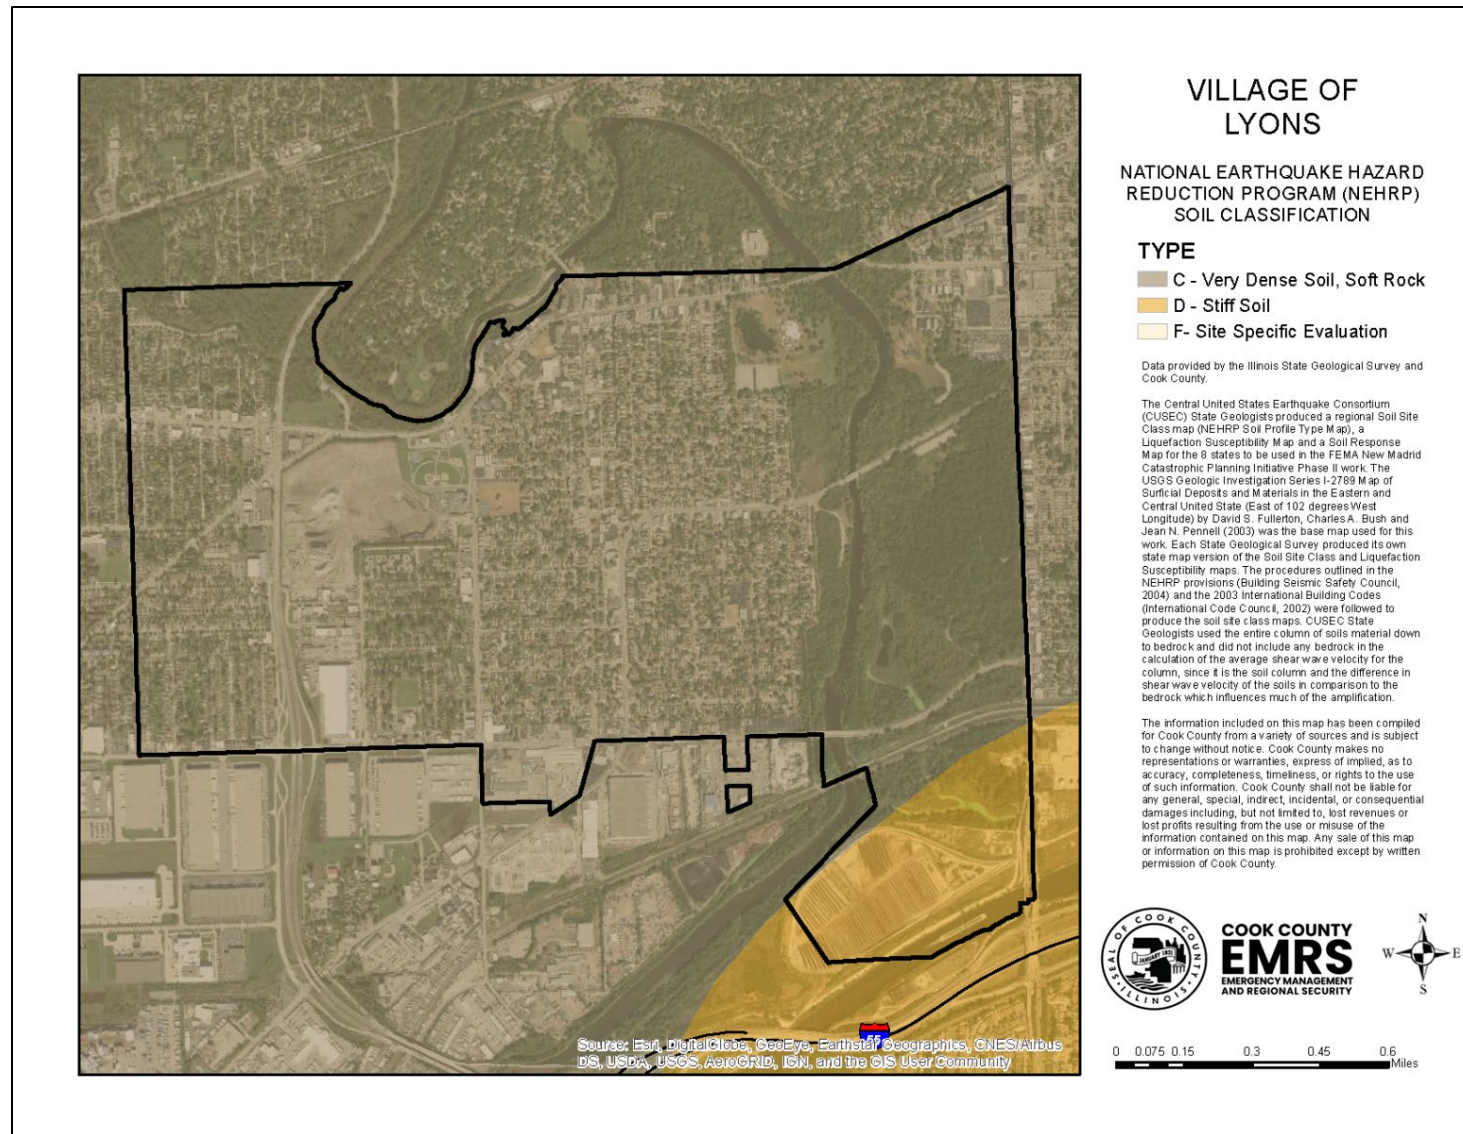 VILLAGE OF
LYONS
NATIONAL EARTHQUAKE HAZARD
REDUCTION PROGRAM (NEHRP)
SOIL CLASSIFICATION
TYPE
C - Very Dense Soil, Soft Rock
D - Stiff Soil
F- Site Specific Evaluation
Data provided by the Illinois State Geological Survey and
Cook County.
The Central United States Earthquake Consortium
(CUSEC) State Geologists produced a regional Soil Site
Class map (NEHRP Soil Profile Type Map), a
Liquefaction Susceptibility Map and a Soil Response
Map for the 8 states to be used in the FEMA New Madrid
Catastrophic Planning Initiative Phase II work. The
USGS Geologic Investigation Series I-2789 Map of
Surficial Deposits and Materials in the Eastern and
Central United State (East of 102 degrees West
Longitude) by David S. Fullerton, Charles A. Bush and
Jean N. Pennell (2003) was the base map used for this
work. Each State Geological Survey produced its own
state map version of the Soil Site Class and Liquefaction
Susceptibility maps. The procedures outlined in the
NEHRP provisions (Building Seismic Safety Council,
2004) and the 2003 International Building Codes
(International Code Council, 2002) were followed to
produce the soil site class maps. CUSEC State
Geologists used the entire column of soils material down
to bedrock and did not include any bedrock in the
calculation of the average shear wave velocity for the
column, since it is the soil column and the difference in
shear wave velocity of the soils in comparison to the
bedrock which influences much of the amplification.
The information included on this map has been compiled
for Cook County from a variety of sources and is subject
to change without notice. Cook County makes no
representations or warranties, express of implied, as to
accuracy, completeness, timeliness, or rights to the use
of such information. Cook County shall not be liable for
any general, special, indirect, incidental, or consequential
damages including, but not limited to, lost revenues or
lost profits resulting from the use or misuse of the
information contained on this map. Any sale of this map
or information on this map is prohibited except by written
permission of Cook County.
SEAL OF COOK COUNTY
JANUARY 1831
ILLINOIS
COOK COUNTY
EMRS
EMERGENCY MANAGEMENT
AND REGIONAL SECURITY
N
W E
S
0 0.075 0.15 0.3 0.45 0.6
Miles
55
Source: Esri, DigitalGlobe, GeoEye, Earthstar Geographics, CNES/Airbus
DS, USDA, USGS, AeroGRID, IGN, and the GIS User Community